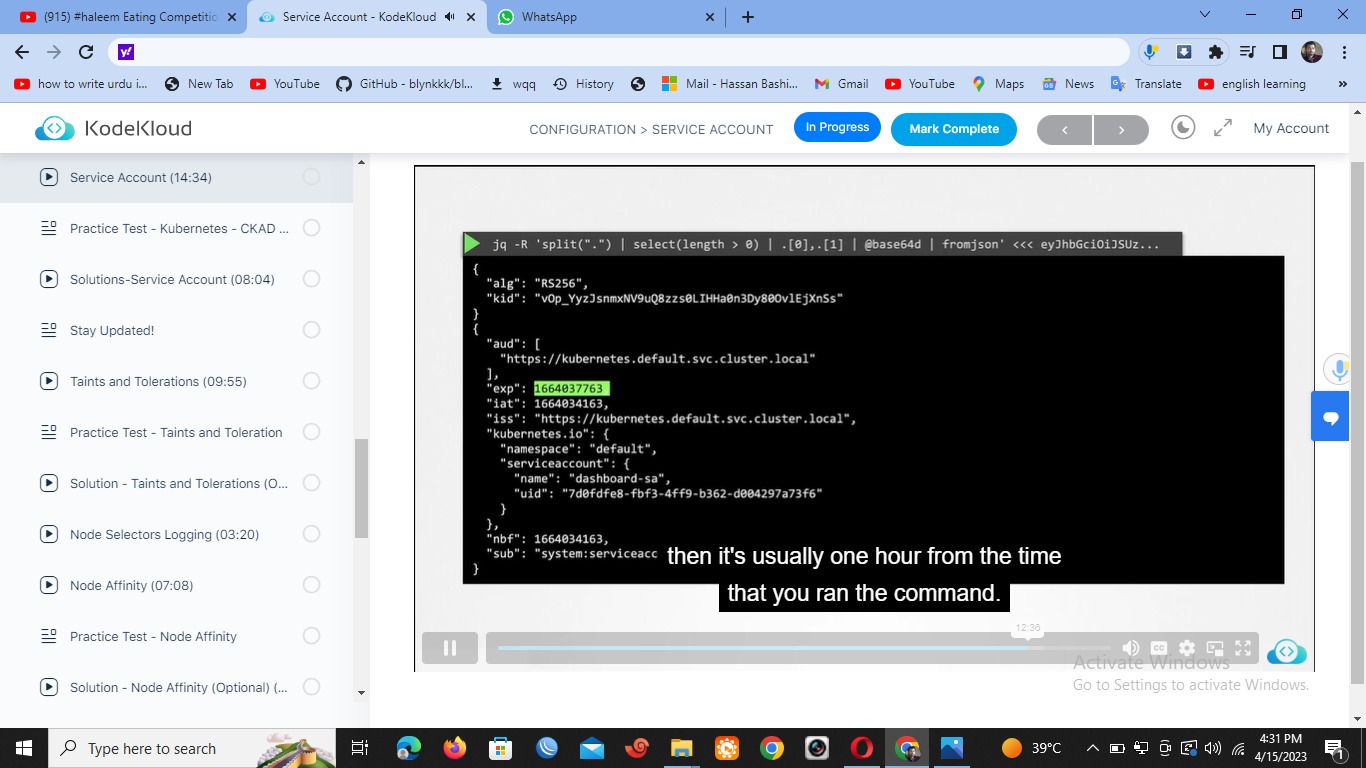 (915) #haleem Eating Competitio
Service Account - KodeKloud
WhatsApp
how to write urdu i...
New Tab
YouTube
GitHub - blynkkk/bl...
wqq
History
Mail - Hassan Bashi...
Gmail
YouTube
Maps
News
Translate
english learning
»
KodeKloud
CONFIGURATION > SERVICE ACCOUNT
In Progress
Mark Complete
My Account
Service Account (14:34)
Practice Test - Kubernetes - CKAD ...
Solutions-Service Account (08:04)
Stay Updated!
Taints and Tolerations (09:55)
Practice Test - Taints and Toleration
Solution - Taints and Tolerations (O...
Node Selectors Logging (03:20)
Node Affinity (07:08)
Practice Test - Node Affinity
Solution - Node Affinity (Optional) (...
jq -R 'split(".") | select(length > 0) | .[0],.[1] | @base64d | fromjson' <<< eyJhbGciOiJSUz...
{
"alg": "RS256",
"kid": "vOp_YyzJsnmxNV9uQ8zzs0LIHHa0n3Dy80OvlEjXnSs"
}
{
"aud": [
"https://kubernetes.default.svc.cluster.local"
],
"exp": 1664037763
"iat": 1664034163,
"iss": "https://kubernetes.default.svc.cluster.local",
"kubernetes.io": {
"namespace": "default",
"serviceaccount": {
"name": "dashboard-sa",
"uid": "7d0fdfe8-fbf3-4ff9-b362-d004297a73f6"
}
},
"nbf": 1664034163,
"sub": "system:serviceacc
}
then it's usually one hour from the time
that you ran the command.
12:36
CC
Activate Windows
Go to Settings to activate Windows.
Type here to search
39°C
4:31 PM
4/15/2023
1